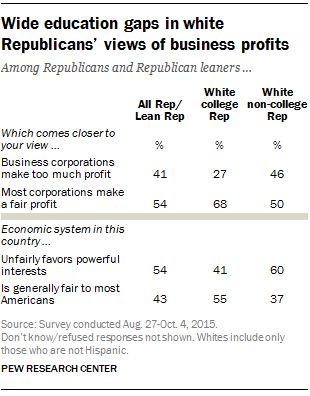 Wide education gaps in white
Republicans' views of business profits
Among Republicans and Republican leaners ...
All Rep/
Lean Rep
White
college
Rep
White
non-college
Rep
Which comes closer to
your view ...
% % %
Business corporations
make too much profit 41 27 46
Most corporations make
a fair profit 54 68 50
Economic system in this
country ...
Unfairly favors powerful
interests 54 41 60
Is generally fair to most
Americans 43 55 37
Source: Survey conducted Aug. 27-Oct. 4, 2015.
Don't know/refused responses not shown. Whites include only
those who are not Hispanic.
PEW RESEARCH CENTER